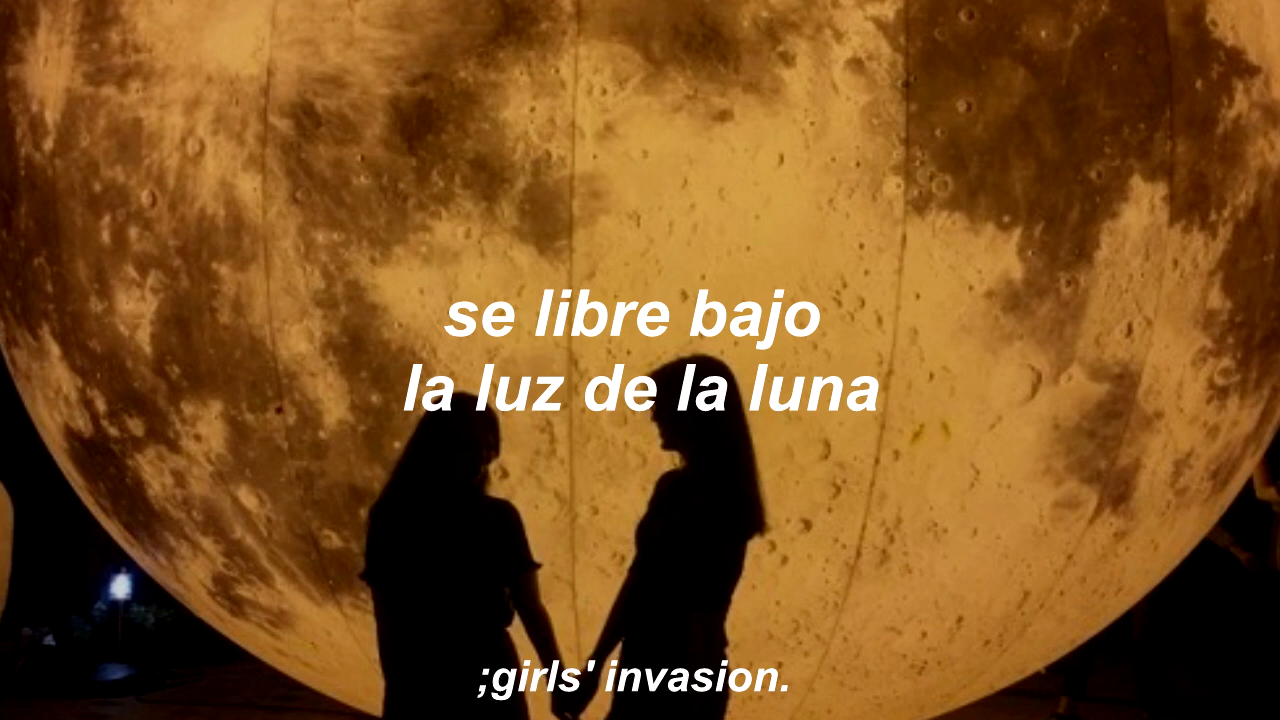 se libre bajo
la luz de la luna
;girls' invasion.